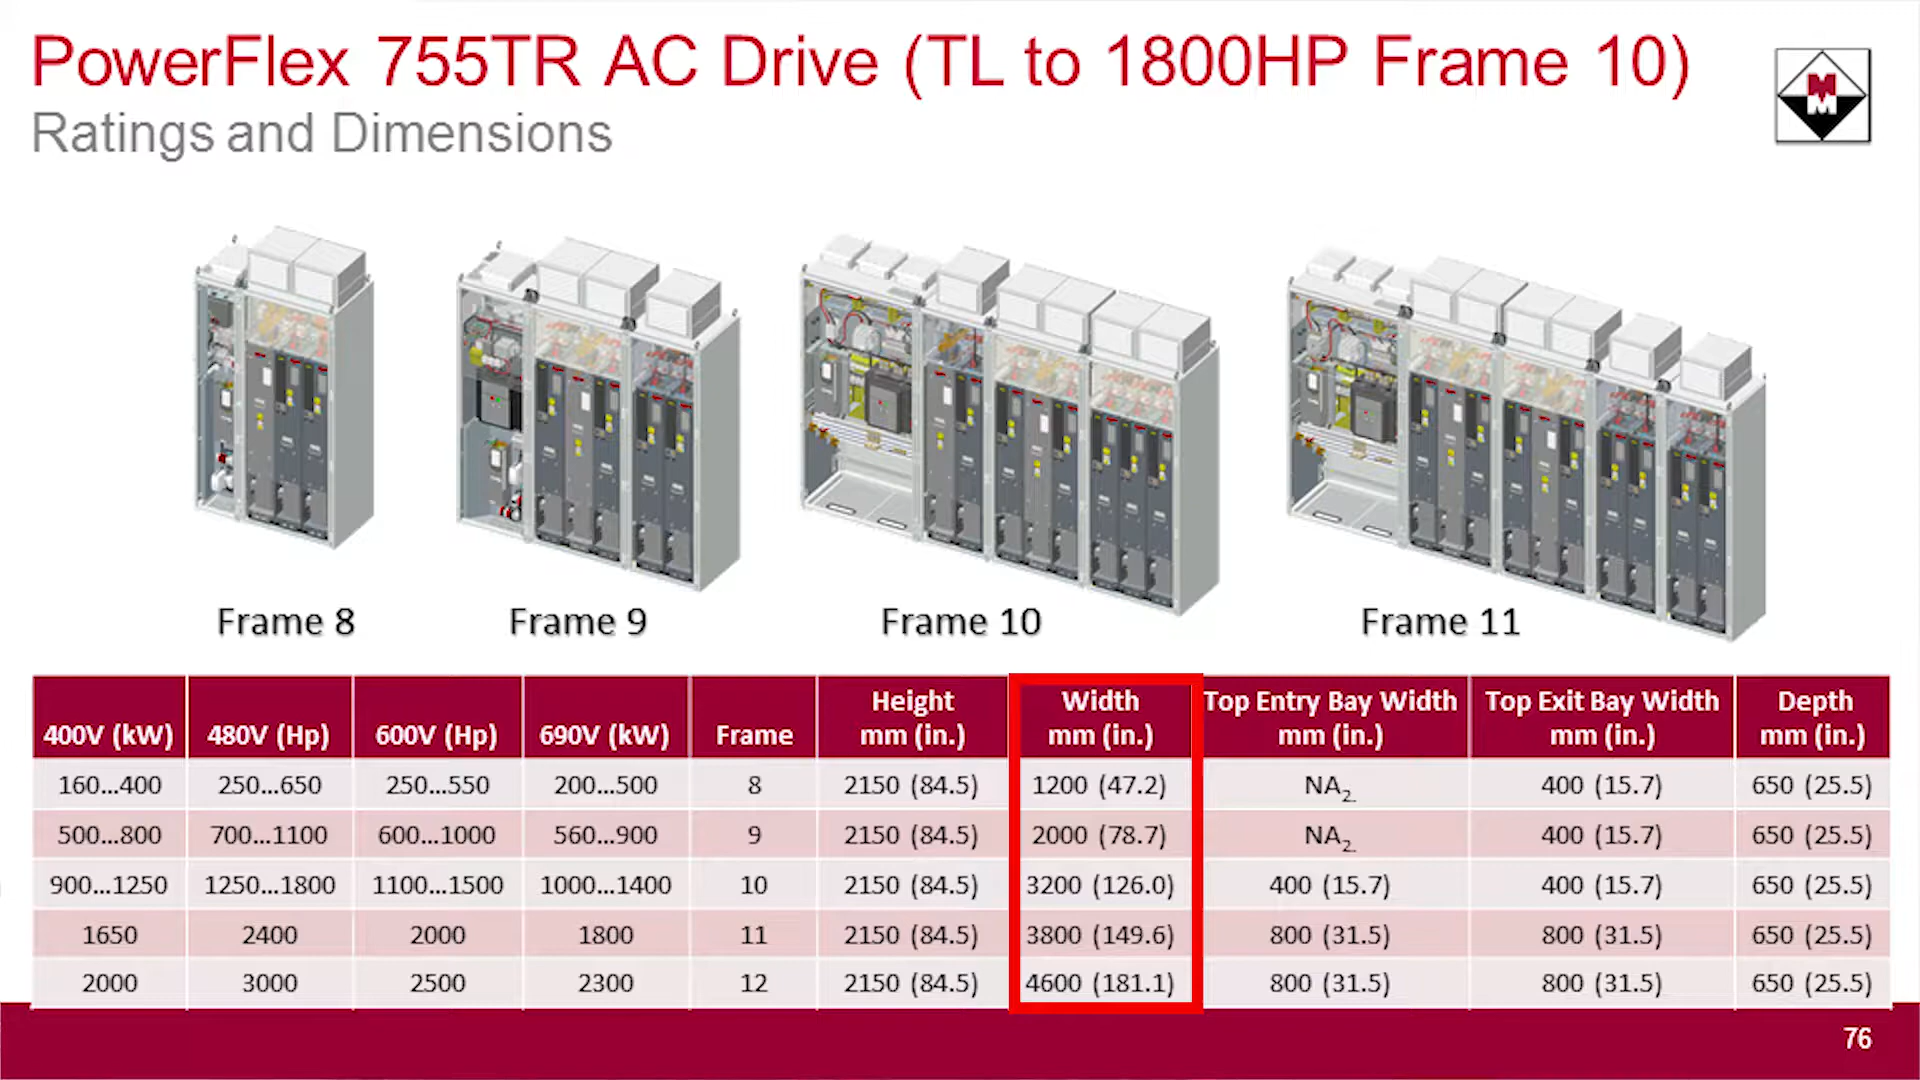 PowerFlex 755TR AC Drive (TL to 1800HP Frame 10)
Ratings and Dimensions
M
M
Frame 8 Frame 9 Frame 10 Frame 11
400V (kW) 480V (Hp) 600V (Hp) 690V (kW) Frame Height mm (in.) Width mm (in.) Top Entry Bay Width mm (in.) Top Exit Bay Width mm (in.) Depth mm (in.)
160...400 250...650 250...550 200...500 8 2150 (84.5) 1200 (47.2) NA2. 400 (15.7) 650 (25.5)
500...800 700...1100 600...1000 560...900 9 2150 (84.5) 2000 (78.7) NA2. 400 (15.7) 650 (25.5)
900...1250 1250...1800 1100...1500 1000...1400 10 2150 (84.5) 3200 (126.0) 400 (15.7) 400 (15.7) 650 (25.5)
1650 2400 2000 1800 11 2150 (84.5) 3800 (149.6) 800 (31.5) 800 (31.5) 650 (25.5)
2000 3000 2500 2300 12 2150 (84.5) 4600 (181.1) 800 (31.5) 800 (31.5) 650 (25.5)
76